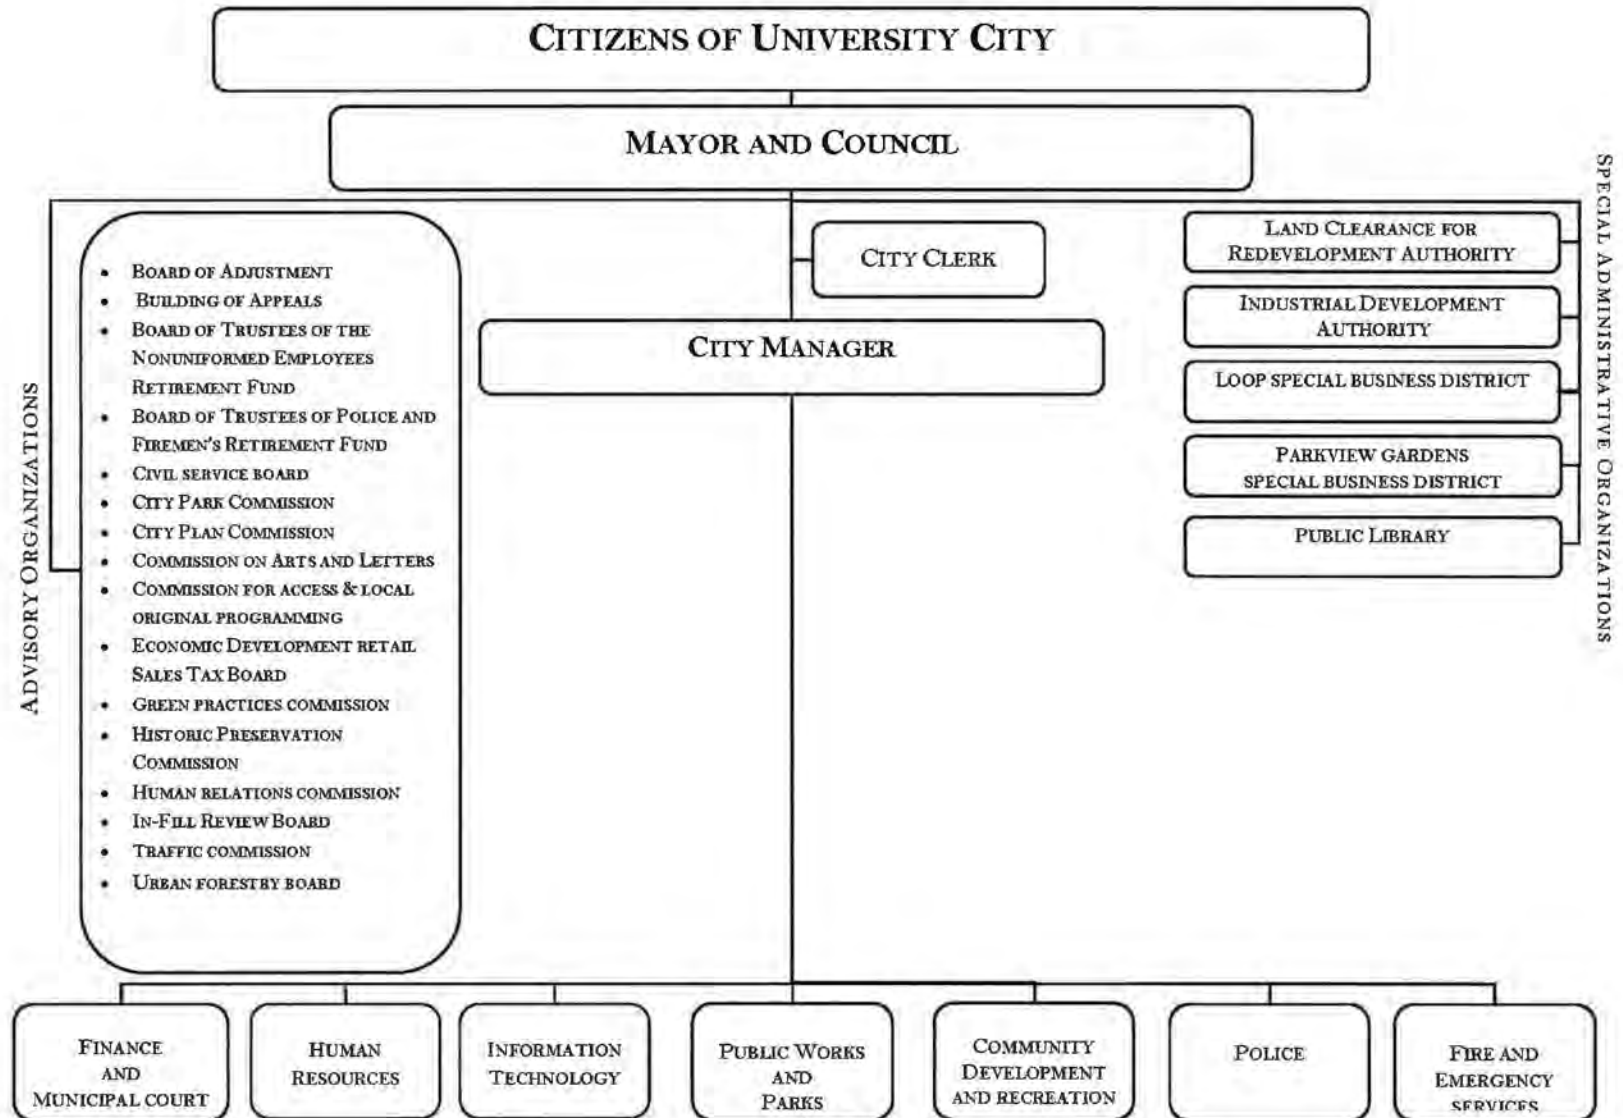 CITIZENS OF UNIVERSITY CITY
MAYOR AND COUNCIL
ADVISORY ORGANIZATIONS
• BOARD OF ADJUSTMENT
• BUILDING OF APPEALS
• BOARD OF TRUSTEES OF THE
NONUNIFORMED EMPLOYEES
RETIREMENT FUND
• BOARD OF TRUSTEES OF POLICE AND
FIREMEN'S RETIREMENT FUND
• CIVIL SERVICE BOARD
• CITY PARK COMMISSION
• CITY PLAN COMMISSION
• COMMISSION ON ARTS AND LETTERS
• COMMISSION FOR ACCESS & LOCAL
ORIGINAL PROGRAMMING
• ECONOMIC DEVELOPMENT RETAIL
SALES TAX BOARD
• GREEN PRACTICES COMMISSION
• HISTORIC PRESERVATION
COMMISSION
• HUMAN RELATIONS COMMISSION
• IN-FILL REVIEW BOARD
• TRAFFIC COMMISSION
• URBAN FORESTRY BOARD
CITY CLERK
CITY MANAGER
SPECIAL ADMINISTRATIVE ORGANIZATIONS
LAND CLEARANCE FOR
REDEVELOPMENT AUTHORITY
INDUSTRIAL DEVELOPMENT
AUTHORITY
LOOP SPECIAL BUSINESS DISTRICT
PARKVIEW GARDENS
SPECIAL BUSINESS DISTRICT
PUBLIC LIBRARY
FINANCE
AND
MUNICIPAL COURT
HUMAN
RESOURCES
INFORMATION
TECHNOLOGY
PUBLIC WORKS
AND
PARKS
COMMUNITY
DEVELOPMENT
AND RECREATION
POLICE
FIRE AND
EMERGENCY
SERVICES